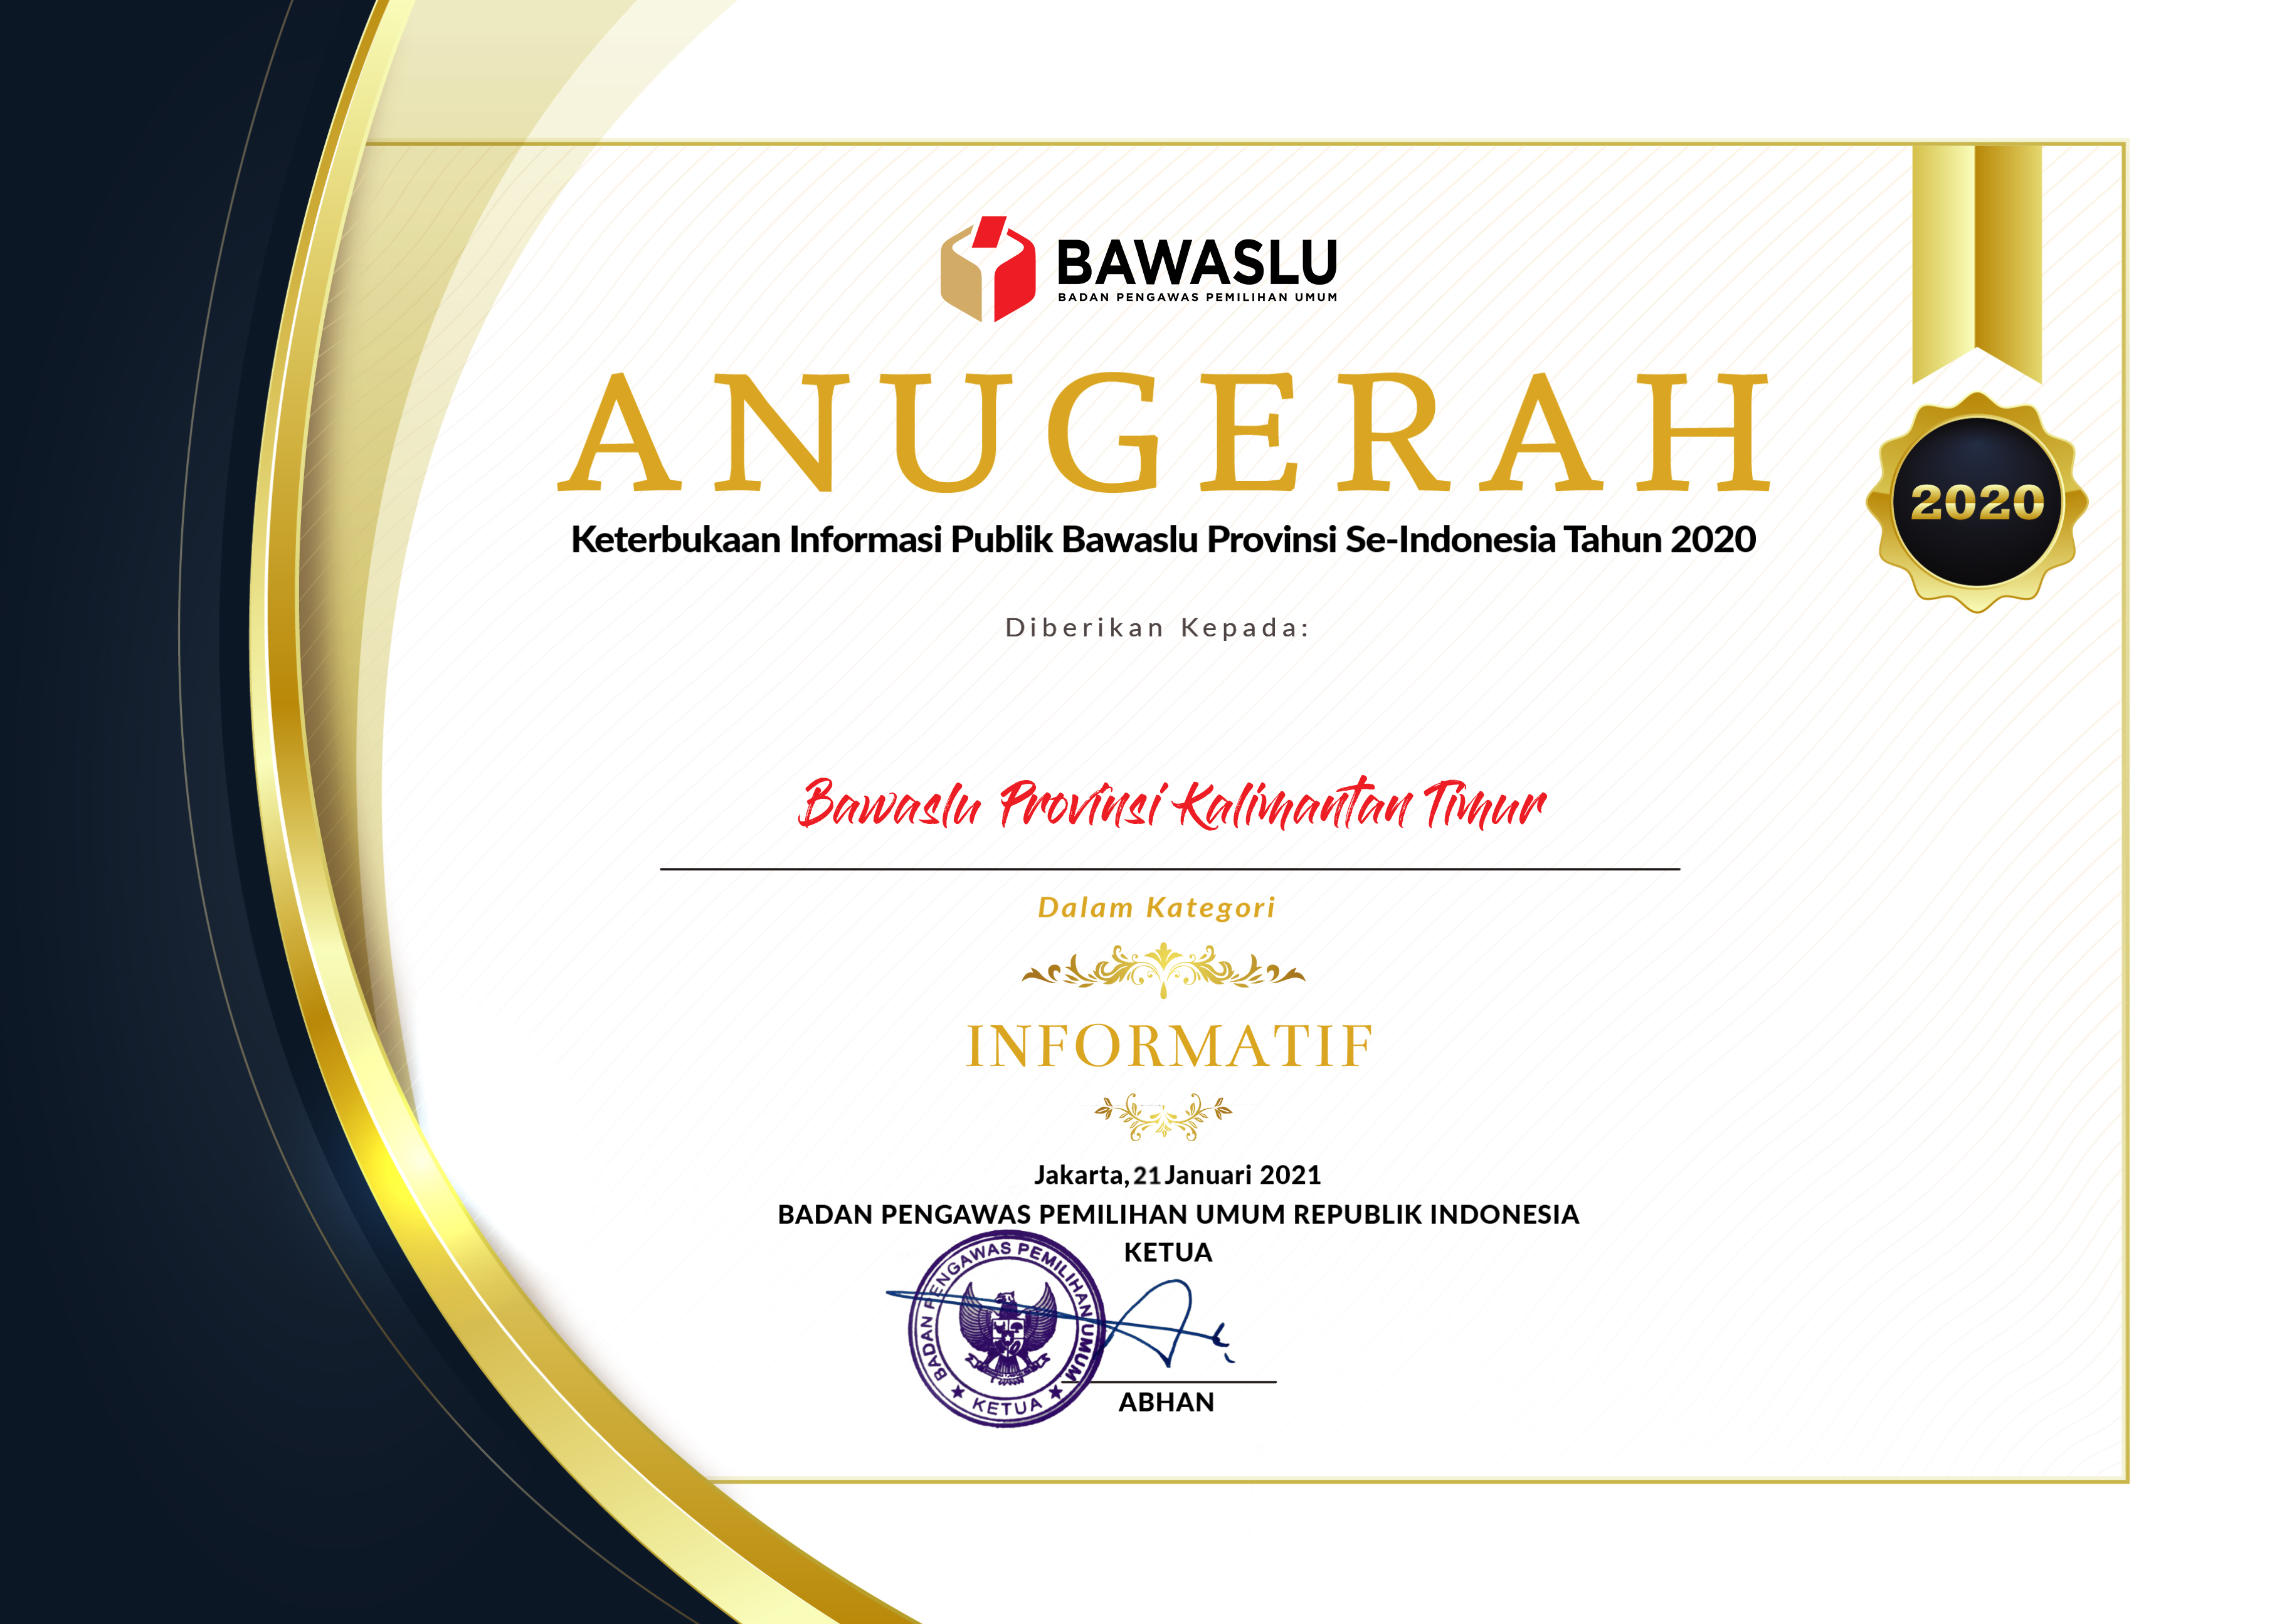 BAWASLU
BADAN PENGAWAS PEMILIHAN UMUM
ANUGERAH
Keterbukaan Informasi Publik Bawaslu Provinsi Se-Indonesia Tahun 2020
2020
Diberikan Kepada:
Bawaslu Provinsi Kalimantan Timur
Dalam Kategori
INFORMATIF
Jakarta, 21 Januari 2021
BADAN PENGAWAS PEMILIHAN UMUM REPUBLIK INDONESIA
KETUA
BADAN PENGAWAS PEMILIHAN UMUM
KETUA
ABHAN